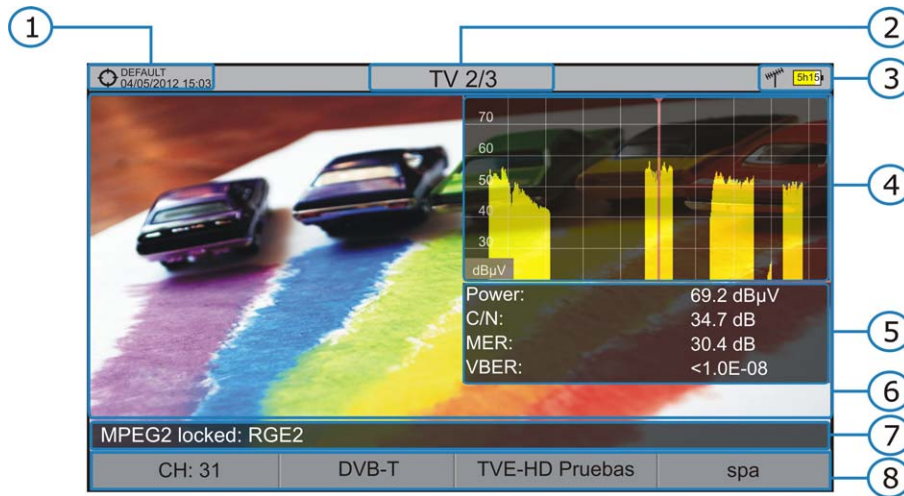 1
2
3
DEFAULT
04/05/2012 15:03
TV 2/3
5h15
70
60
50
40
30
dBµV
4
Power: 69.2 dBµV
C/N: 34.7 dB
MER: 30.4 dB
VBER: <1.0E-08
5
6
MPEG2 locked: RGE2
7
CH: 31 DVB-T TVE-HD Pruebas spa
8